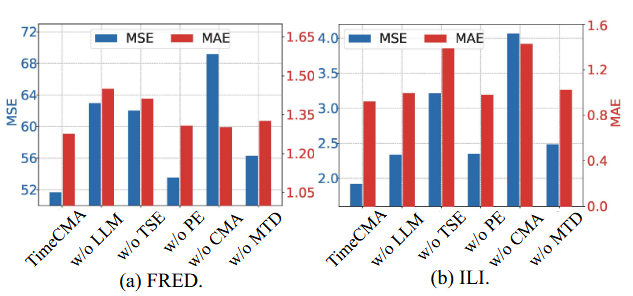 MSE MAE
72
68
64
60
56
52
MSE
1.65
1.50
1.35
1.20
1.05
TimeCMA
w/o LLM
w/o TSE
w/o PE
w/o CMA
w/o MTD
(a) FRED.
MSE MAE
4.0
3.5
3.0
2.5
2.0
1.6
1.2
0.8
0.4
0.0
MAE
TimeCMA
w/o LLM
w/o TSE
w/o PE
w/o CMA
w/o MTD
(b) ILI.